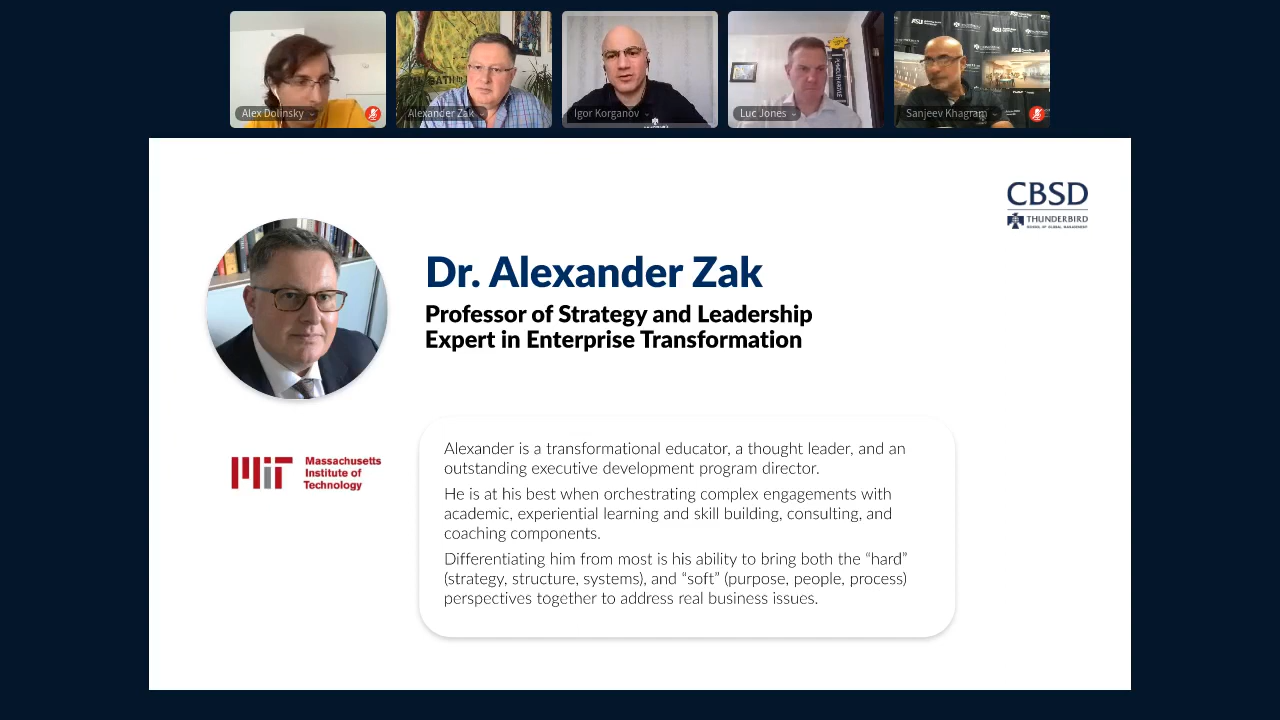 Alex Dolinsky
Alexander Zak
Igor Korganov
Luc Jones
Sanjeev Khagram
CBSD
THUNDERBIRD
SCHOOL OF GLOBAL MANAGEMENT
Dr. Alexander Zak
Professor of Strategy and Leadership
Expert in Enterprise Transformation
Massachusetts
Institute of
Technology
Alexander is a transformational educator, a thought leader, and an
outstanding executive development program director.
He is at his best when orchestrating complex engagements with
academic, experiential learning and skill building, consulting, and
coaching components.
Differentiating him from most is his ability to bring both the “hard”
(strategy, structure, systems), and “soft” (purpose, people, process)
perspectives together to address real business issues.